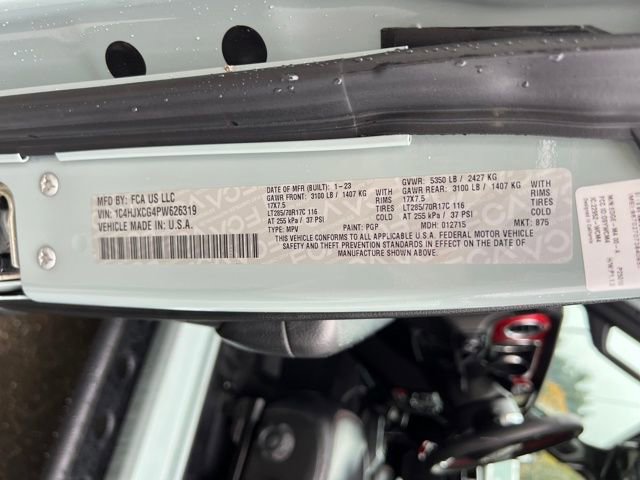 MFD BY: FCA US LLC
VIN: 1C4HJXCG4PW626319
VEHICLE MADE IN: U.S.A.
DATE OF MFR (BUILT): 1-23
GAWR FRONT: 3100 LB / 1407 KG WITH
17X7.5 RIMS
LT285/70R17C 116 TIRES
AT 255 kPa / 37 PSI COLD
TYPE: MPV PAINT: PGP
GVWR: 5350 LB / 2427 KG
GAWR REAR: 3100 LB / 1407 KG WITH
17X7.5 RIMS
LT285/70R17C 116 TIRES
AT 255 kPa / 37 PSI COLD
MDH: 012715 MKT: 875
THIS VEHICLE CONFORMS TO ALL APPLICABLE U.S.A. FEDERAL MOTOR VEHICLE
SAFETY STANDARDS IN EFFECT ON THE DATE OF
MANUFACTURE SHOWN ABOVE.